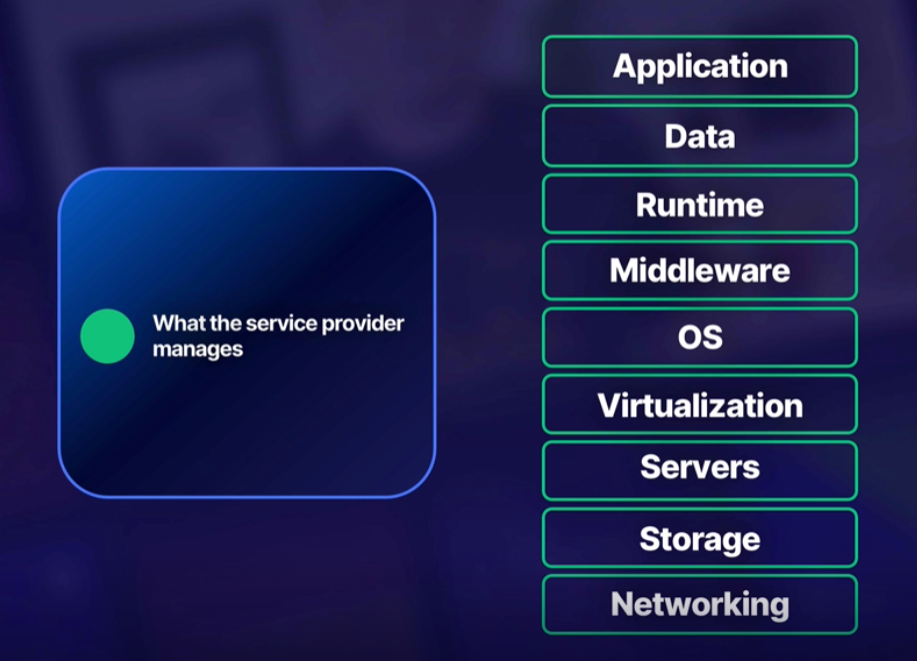 What the service provider
manages
Application
Data
Runtime
Middleware
OS
Virtualization
Servers
Storage
Networking